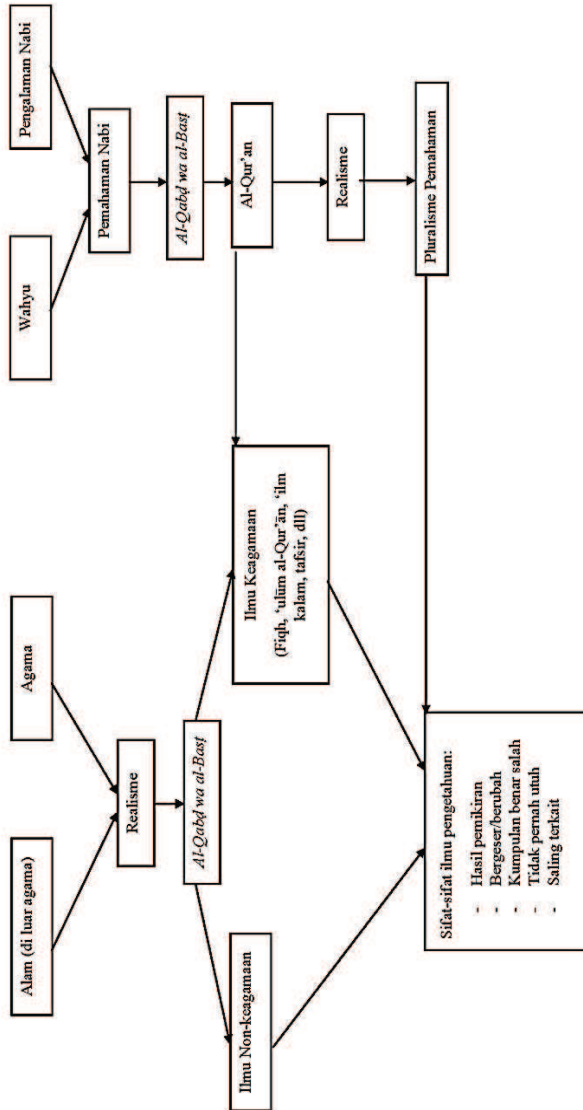 Alam (di luar agama)
Agama
Wahyu
Pengalaman Nabi
Realisme
Pemahaman Nabi
Al-Qabḍ wa al-Basṭ
Al-Qabḍ wa al-Basṭ
Ilmu Non-keagamaan
Ilmu Keagamaan
(Fiqh, ‘ulūm al-Qur’ān, ‘ilm
kalam, tafsir, dll)
Al-Qur’an
Realisme
Sifat-sifat ilmu pengetahuan:
- Hasil pemikiran
- Bergeser/berubah
- Kumpulan benar salah
- Tidak pernah utuh
- Saling terkait
Pluralisme Pemahaman